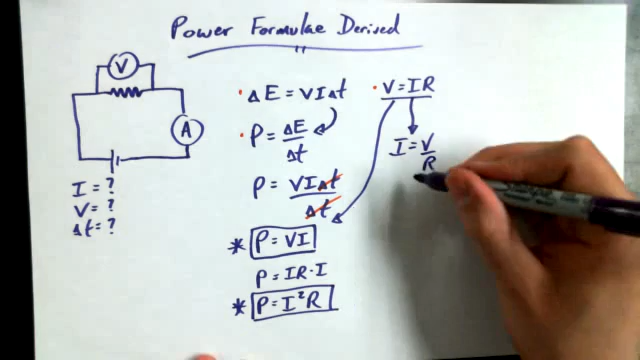 Power Formulae Derived
V
A
I = ?
V = ?
Δt = ?
• ΔE = VIΔt
• P = ΔE/Δt
P = VIΔt/Δt
* P = VI
P = IR·I
* P = I²R
• V = IR
I = V/R